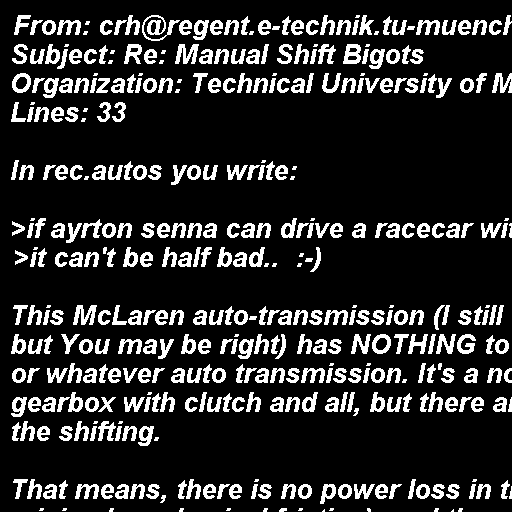 From: crh@regent.e-technik.tu-muench
Subject: Re: Manual Shift Bigots
Organization: Technical University of M
Lines: 33

In rec.autos you write:

>if ayrton senna can drive a racecar wit
>it can't be half bad..  :-)

This McLaren auto-transmission (I still
but You may be right) has NOTHING to
or whatever auto transmission. It's a no
gearbox with clutch and all, but there a
the shifting.

That means, there is no power loss in t